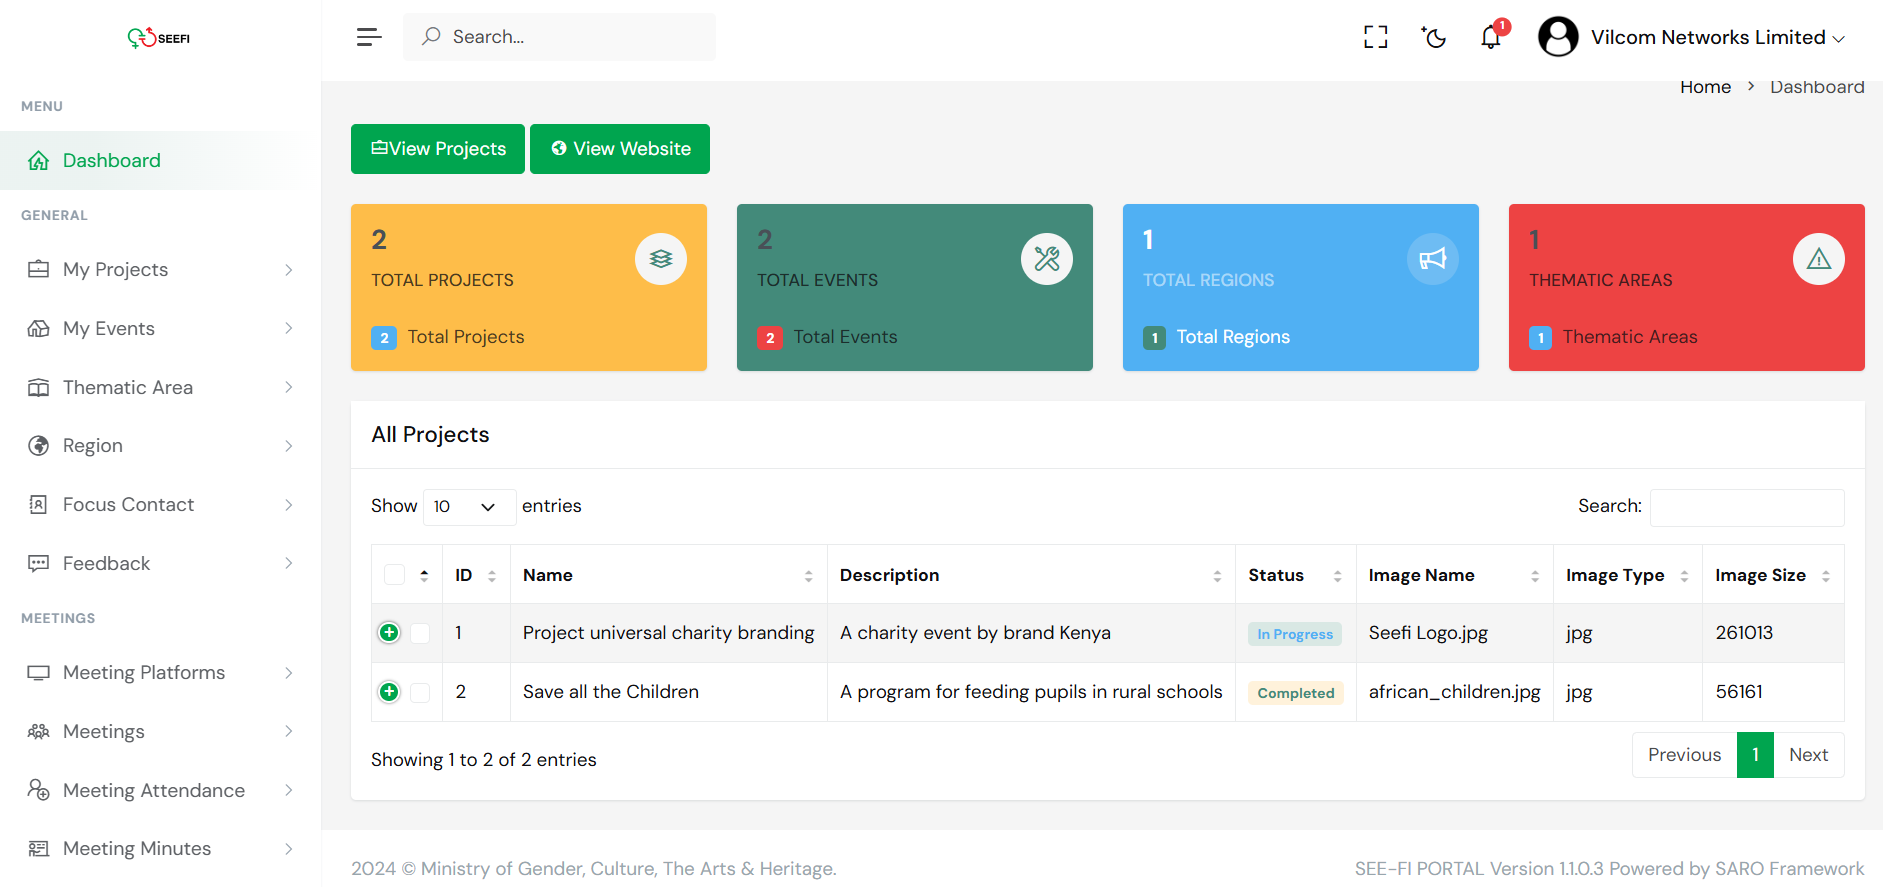 SEEFI
Search...
1
Vilcom Networks Limited
MENU
Dashboard
GENERAL
My Projects
My Events
Thematic Area
Region
Focus Contact
Feedback
MEETINGS
Meeting Platforms
Meetings
Meeting Attendance
Meeting Minutes
Home > Dashboard
View Projects
View Website
2
TOTAL PROJECTS
2 Total Projects
2
TOTAL EVENTS
2 Total Events
1
TOTAL REGIONS
1 Total Regions
1
THEMATIC AREAS
1 Thematic Areas
All Projects
Show 10 entries
Search:
ID Name Description Status Image Name Image Type Image Size
1 Project universal charity branding A charity event by brand Kenya In Progress Seefi Logo.jpg jpg 261013
2 Save all the Children A program for feeding pupils in rural schools Completed african_children.jpg jpg 56161
Showing 1 to 2 of 2 entries
Previous 1 Next
2024 © Ministry of Gender, Culture, The Arts & Heritage.
SEE-FI PORTAL Version 1.1.0.3 Powered by SARO Framework